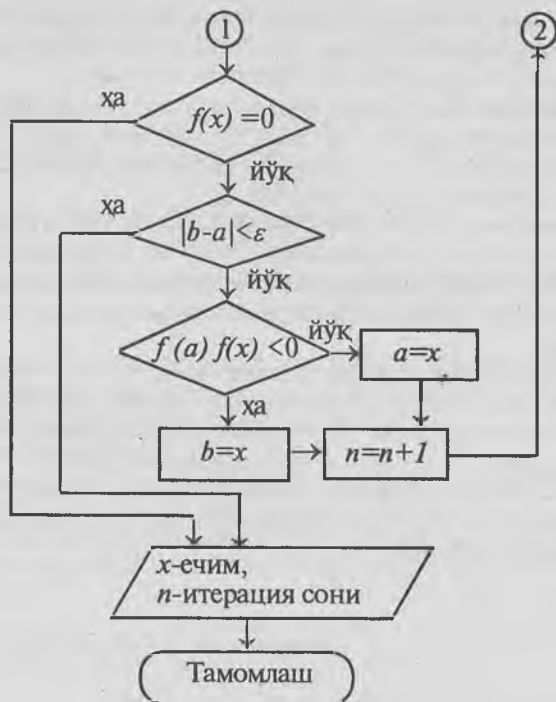 1
2
ҳа
f(x) =0
йўқ
ҳа
|b-a|<ε
йўқ
f (a) f(x) <0
йўқ
a=x
ҳа
b=x
n=n+1
x-ечим,
n-итерация сони
Тамомлаш